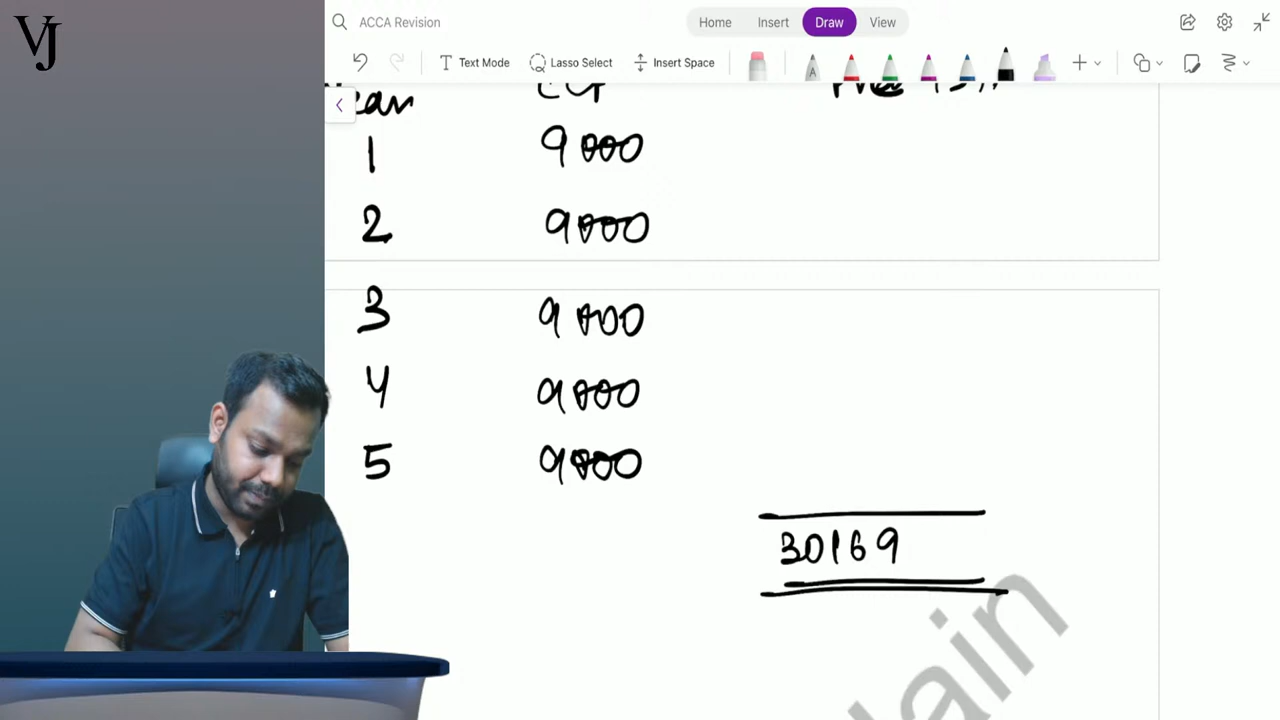 VJ
ACCA Revision
Home Insert Draw View
Text Mode Lasso Select Insert Space
1 9000
2 9000
3 9000
4 9000
5 9000
30169